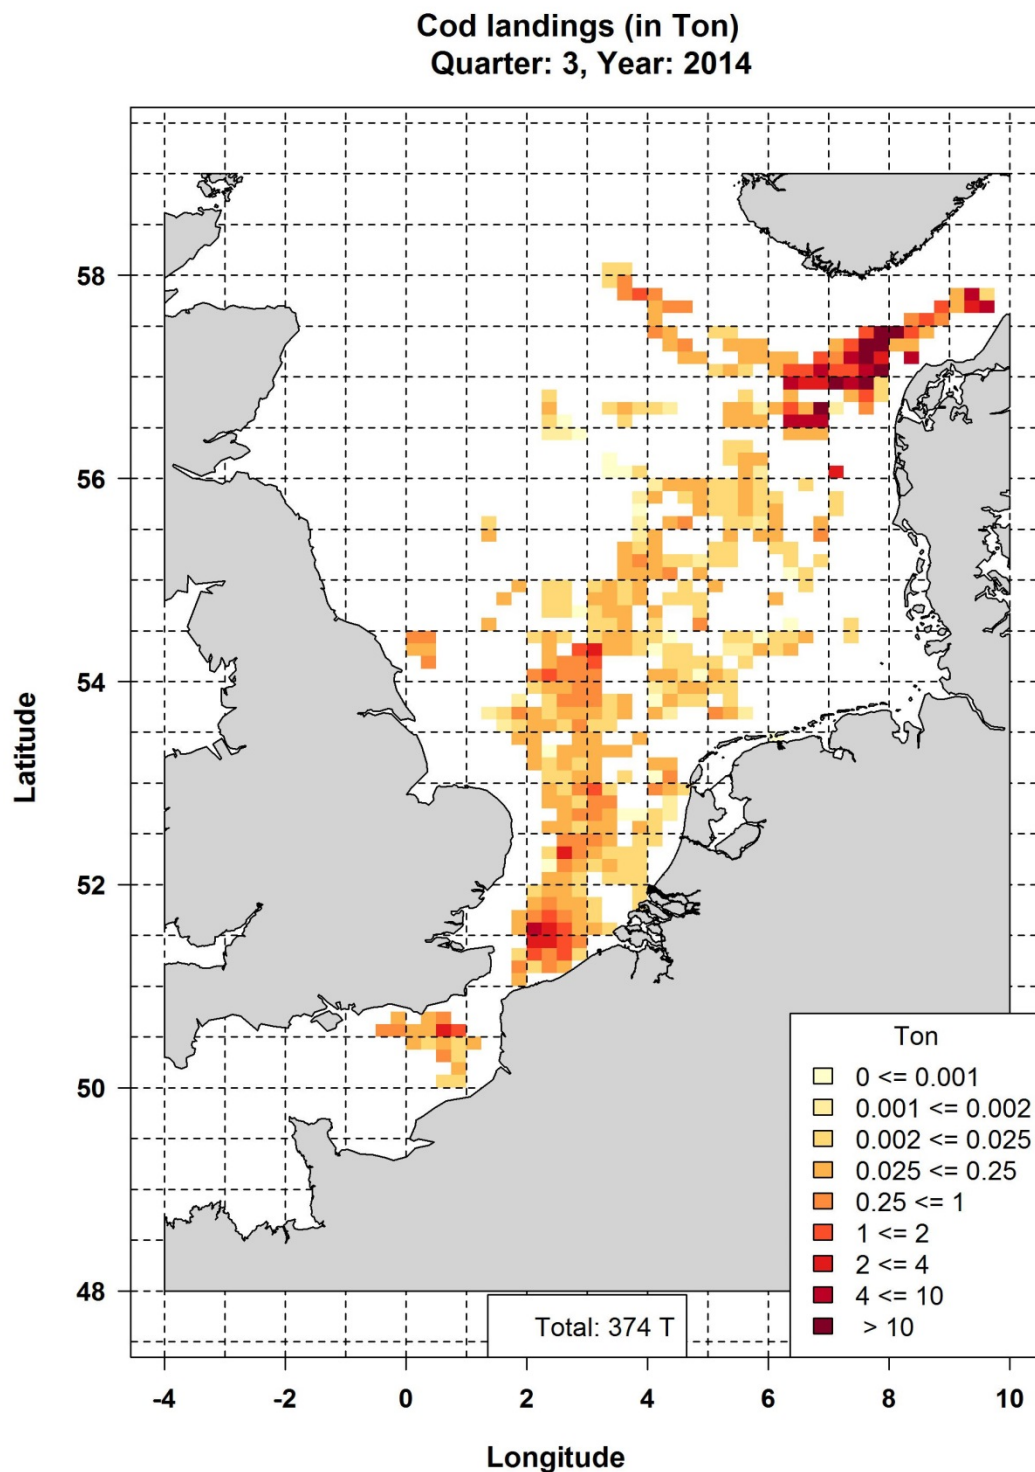 Cod landings (in Ton)
Quarter: 3, Year: 2014
58
56
54
52
50
48
Latitude
Ton
0 <= 0.001
0.001 <= 0.002
0.002 <= 0.025
0.025 <= 0.25
0.25 <= 1
1 <= 2
2 <= 4
4 <= 10
> 10
Total: 374 T
-4 -2 0 2 4 6 8 10
Longitude